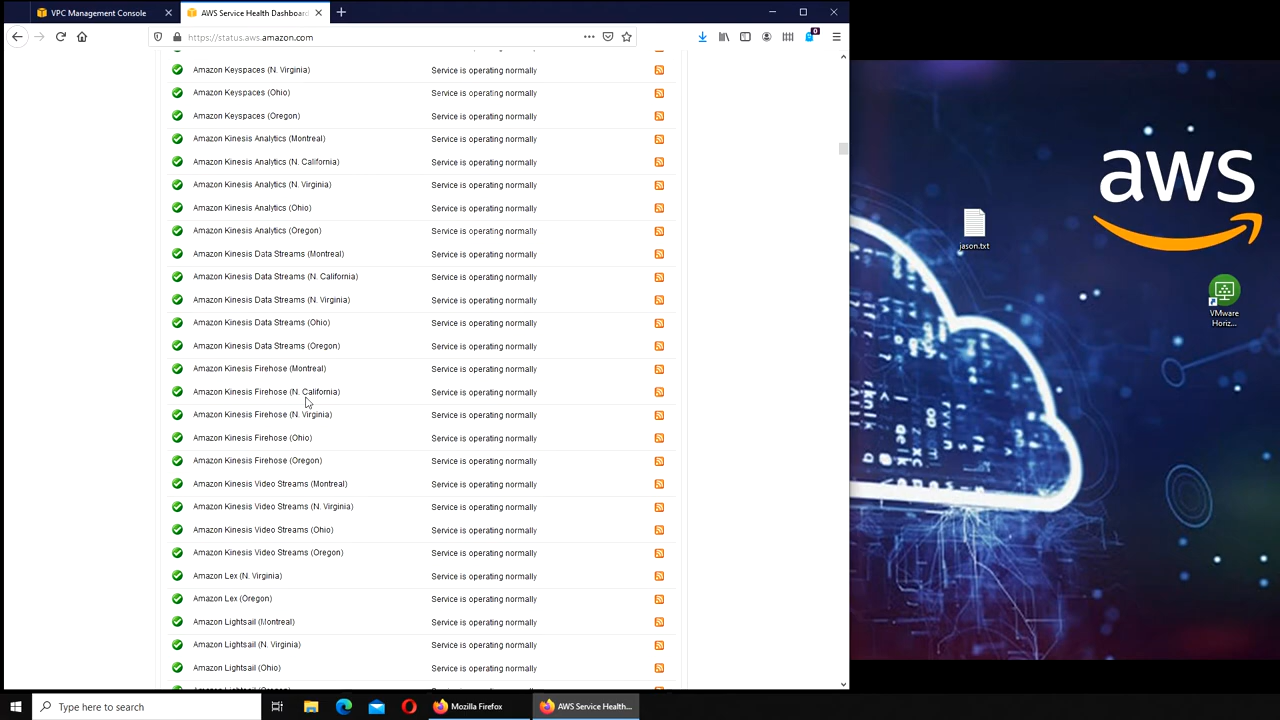 VPC Management Console
AWS Service Health Dashboard
https://status.aws.amazon.com
0
Amazon Keyspaces (N. Virginia) Service is operating normally
Amazon Keyspaces (Ohio) Service is operating normally
Amazon Keyspaces (Oregon) Service is operating normally
Amazon Kinesis Analytics (Montreal) Service is operating normally
Amazon Kinesis Analytics (N. California) Service is operating normally
Amazon Kinesis Analytics (N. Virginia) Service is operating normally
Amazon Kinesis Analytics (Ohio) Service is operating normally
Amazon Kinesis Analytics (Oregon) Service is operating normally
Amazon Kinesis Data Streams (Montreal) Service is operating normally
Amazon Kinesis Data Streams (N. California) Service is operating normally
Amazon Kinesis Data Streams (N. Virginia) Service is operating normally
Amazon Kinesis Data Streams (Ohio) Service is operating normally
Amazon Kinesis Data Streams (Oregon) Service is operating normally
Amazon Kinesis Firehose (Montreal) Service is operating normally
Amazon Kinesis Firehose (N. California) Service is operating normally
Amazon Kinesis Firehose (N. Virginia) Service is operating normally
Amazon Kinesis Firehose (Ohio) Service is operating normally
Amazon Kinesis Firehose (Oregon) Service is operating normally
Amazon Kinesis Video Streams (Montreal) Service is operating normally
Amazon Kinesis Video Streams (N. Virginia) Service is operating normally
Amazon Kinesis Video Streams (Ohio) Service is operating normally
Amazon Kinesis Video Streams (Oregon) Service is operating normally
Amazon Lex (N. Virginia) Service is operating normally
Amazon Lex (Oregon) Service is operating normally
Amazon Lightsail (Montreal) Service is operating normally
Amazon Lightsail (N. Virginia) Service is operating normally
Amazon Lightsail (Ohio) Service is operating normally
aws
jason.txt
VMware
Horiz...
Type here to search
Mozilla Firefox
AWS Service Health...